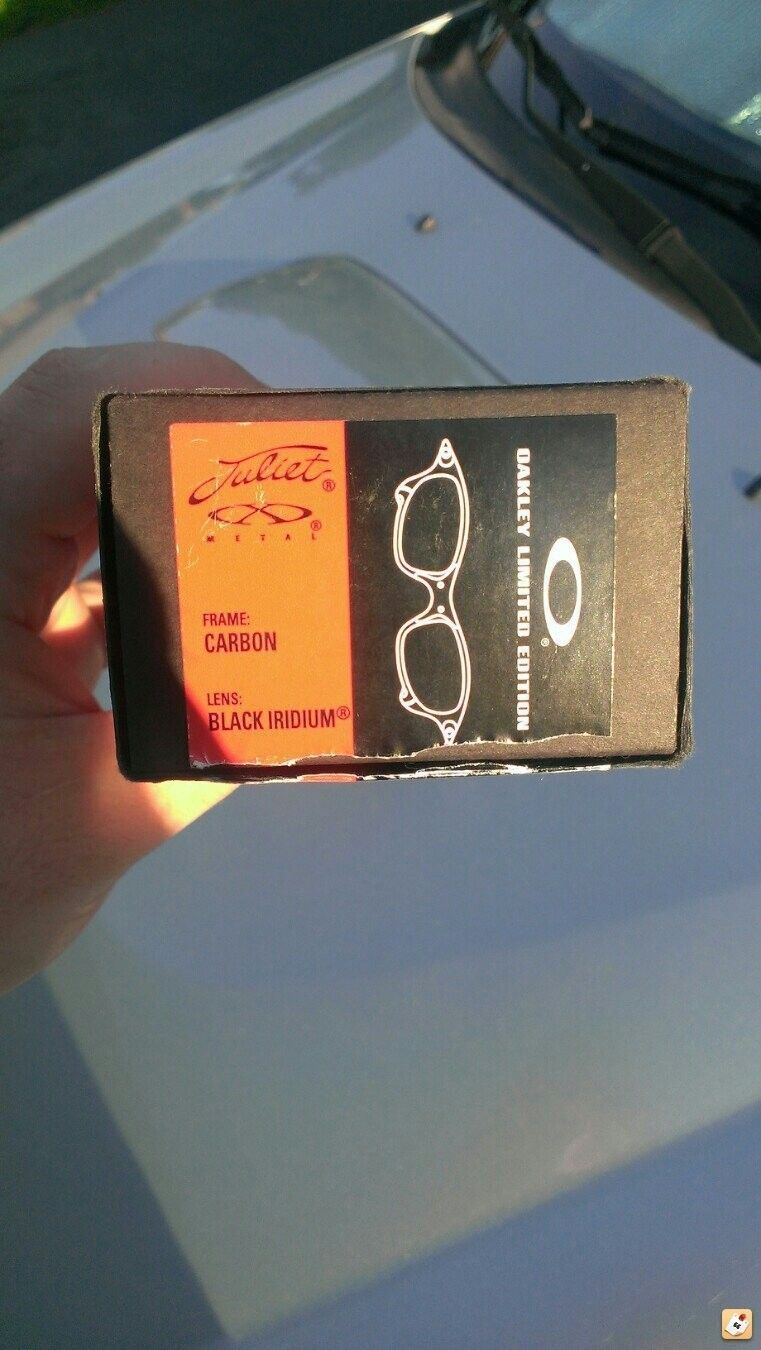 Juliet®
X®
METAL
FRAME:
CARBON
LENS:
BLACK IRIDIUM®
OAKLEY LIMITED EDITION
O®